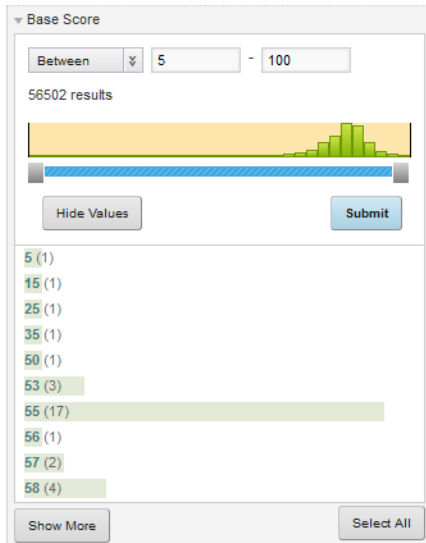 Base Score
Between 5 - 100
56502 results
Hide Values Submit
5 (1)
15 (1)
25 (1)
35 (1)
50 (1)
53 (3)
55 (17)
56 (1)
57 (2)
58 (4)
Show More Select All